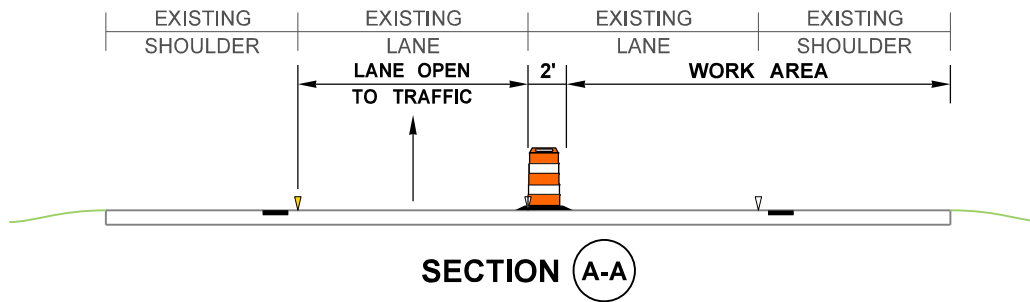 EXISTING EXISTING EXISTING EXISTING
SHOULDER LANE LANE SHOULDER
LANE OPEN 2' WORK AREA
TO TRAFFIC
SECTION A-A